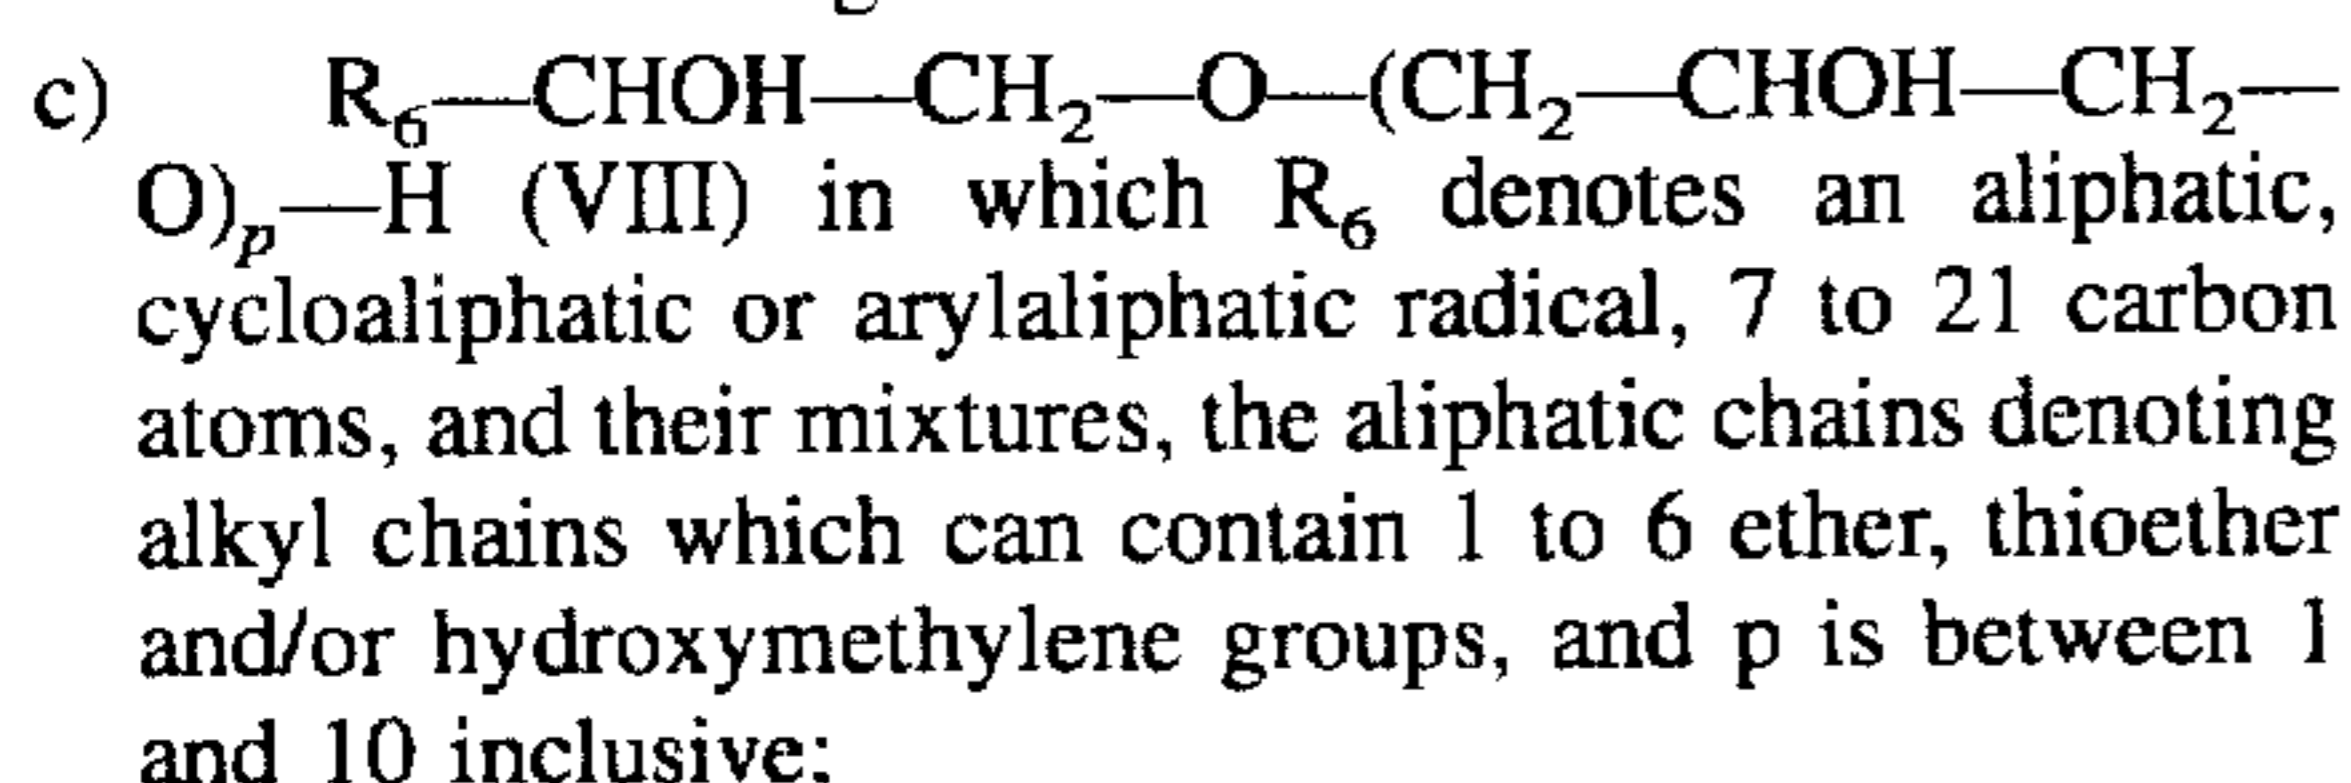 c) R₆—CHOH—CH₂—O—(CH₂—CHOH—CH₂—
O)ₚ—H (VIII) in which R₆ denotes an aliphatic,
cycloaliphatic or arylaliphatic radical, 7 to 21 carbon
atoms, and their mixtures, the aliphatic chains denoting
alkyl chains which can contain 1 to 6 ether, thioether
and/or hydroxymethylene groups, and p is between 1
and 10 inclusive;